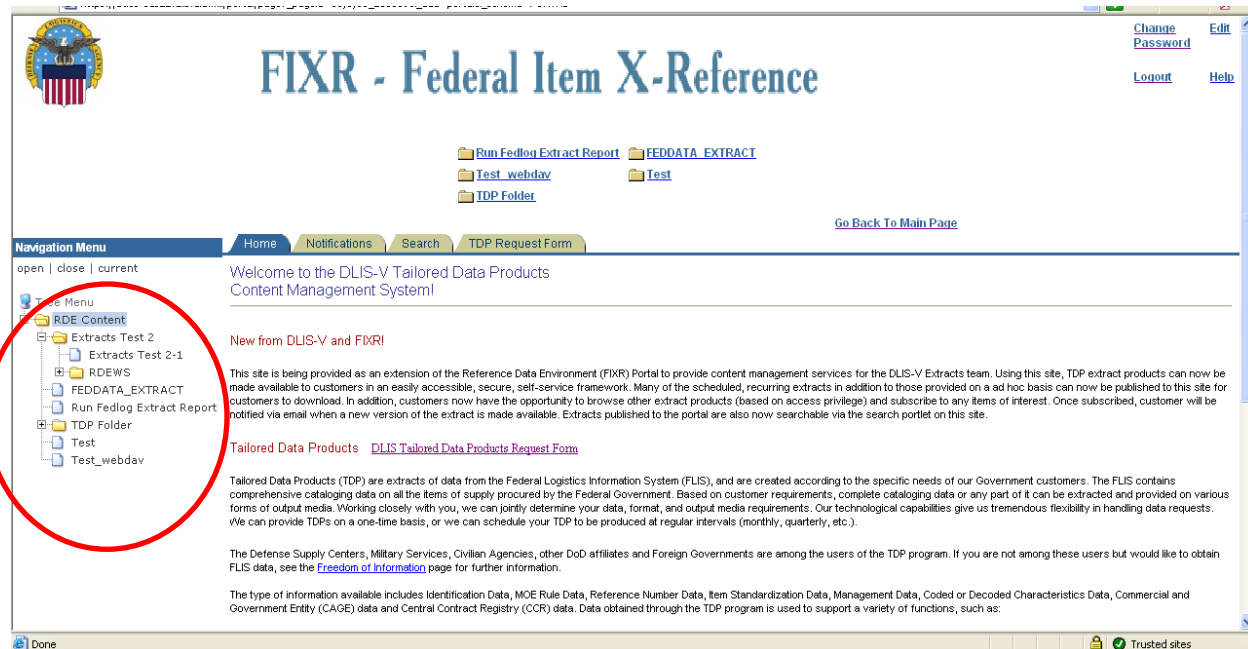 Change Password
Edit
Logout
Help
FIXR - Federal Item X-Reference
Run Fedlog Extract Report
FEDDATA_EXTRACT
Test_webdav
Test
TDP Folder
Go Back To Main Page
Navigation Menu
Home
Notifications
Search
TDP Request Form
open | close | current
Tree Menu
RDE Content
Extracts Test 2
Extracts Test 2-1
RDEWS
FEDDATA_EXTRACT
Run Fedlog Extract Report
TDP Folder
Test
Test_webdav
Welcome to the DLIS-V Tailored Data Products
Content Management System!
New from DLIS-V and FIXR!
This site is being provided as an extension of the Reference Data Environment (FIXR) Portal to provide content management services for the DLIS-V Extracts team. Using this site, TDP extract products can now be
made available to customers in an easily accessible, secure, self-service framework. Many of the scheduled, recurring extracts in addition to those provided on a ad hoc basis can now be published to this site for
customers to download. In addition, customers now have the opportunity to browse other extract products (based on access privilege) and subscribe to any items of interest. Once subscribed, customer will be
notified via email when a new version of the extract is made available. Extracts published to the portal are also now searchable via the search portlet on this site.
Tailored Data Products DLIS Tailored Data Products Request Form
Tailored Data Products (TDP) are extracts of data from the Federal Logistics Information System (FLIS), and are created according to the specific needs of our Government customers. The FLIS contains
comprehensive cataloging data on all the items of supply procured by the Federal Government. Based on customer requirements, complete cataloging data or any part of it can be extracted and provided on various
forms of output media. Working closely with you, we can jointly determine your data, format, and output media requirements. Our technological capabilities give us tremendous flexibility in handling data requests.
We can provide TDPs on a one-time basis, or we can schedule your TDP to be produced at regular intervals (monthly, quarterly, etc.).
The Defense Supply Centers, Military Services, Civilian Agencies, other DoD affiliates and Foreign Governments are among the users of the TDP program. If you are not among these users but would like to obtain
FLIS data, see the Freedom of Information page for further information.
The type of information available includes Identification Data, MOE Rule Data, Reference Number Data, Item Standardization Data, Management Data, Coded or Decoded Characteristics Data, Commercial and
Government Entity (CAGE) data and Central Contract Registry (CCR) data. Data obtained through the TDP program is used to support a variety of functions, such as:
Done
Trusted sites